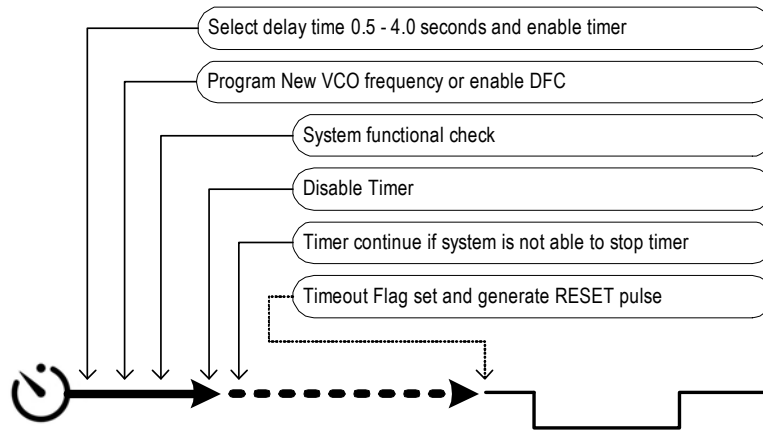 Select delay time 0.5 - 4.0 seconds and enable timer
Program New VCO frequency or enable DFC
System functional check
Disable Timer
Timer continue if system is not able to stop timer
Timeout Flag set and generate RESET pulse